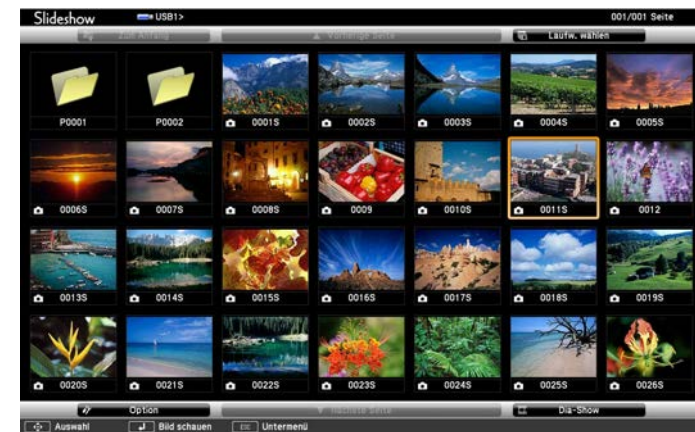 Slideshow USB1> 001/001 Seite
Zum Anfang Vorherige Seite Laufw. wählen
P0001 P0002 0001S 0002S 0003S 0004S 0005S
0006S 0007S 0008S 0009 0010S 0011S 0012
0013S 0014S 0015S 0016S 0017S 0018S 0019S
0020S 0021S 0022S 0023S 0024S 0025S 0026S
Option Nächste Seite Dia-Show
Auswahl Bild schauen Esc Untermenü